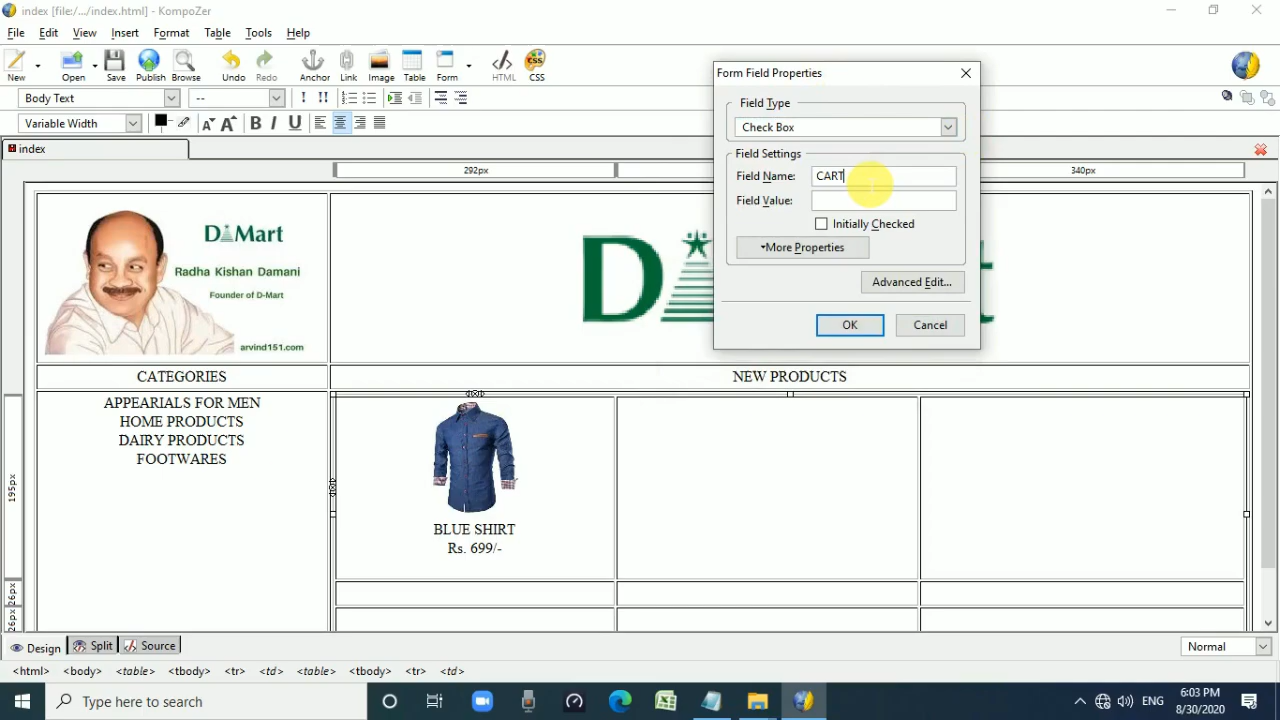 index [file:/.../index.html] - KompoZer
File Edit View Insert Format Table Tools Help
New Open Save Publish Browse Undo Redo Anchor Link Image Table Form HTML CSS
Body Text
--
Variable Width
B I U
index
292px
340px
Form Field Properties
Field Type
Check Box
Field Settings
Field Name: CART
Field Value:
Initially Checked
More Properties
Advanced Edit...
OK Cancel
D Mart
Radha Kishan Damani
Founder of D-Mart
arvind151.com
D
t
CATEGORIES
NEW PRODUCTS
APPEARIALS FOR MEN
HOME PRODUCTS
DAIRY PRODUCTS
FOOTWARES
BLUE SHIRT
Rs. 699/-
195px
26px
26px
Design Split Source
Normal
<html> <body> <table> <tbody> <tr> <td> <table> <tbody> <tr> <td>
Type here to search
ENG
6:03 PM
8/30/2020